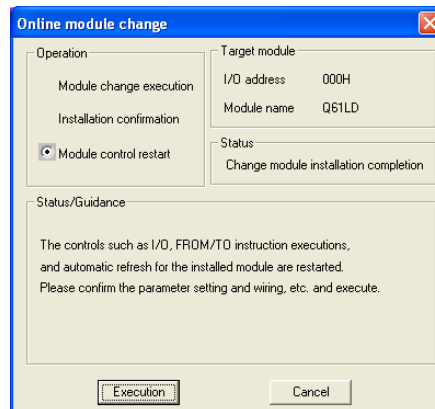 Online module change
Operation
Module change execution
Installation confirmation
Module control restart
Target module
I/O address 000H
Module name Q61LD
Status
Change module installation completion
Status/Guidance
The controls such as I/O, FROM/TO instruction executions,
and automatic refresh for the installed module are restarted.
Please confirm the parameter setting and wiring, etc. and execute.
Execution Cancel